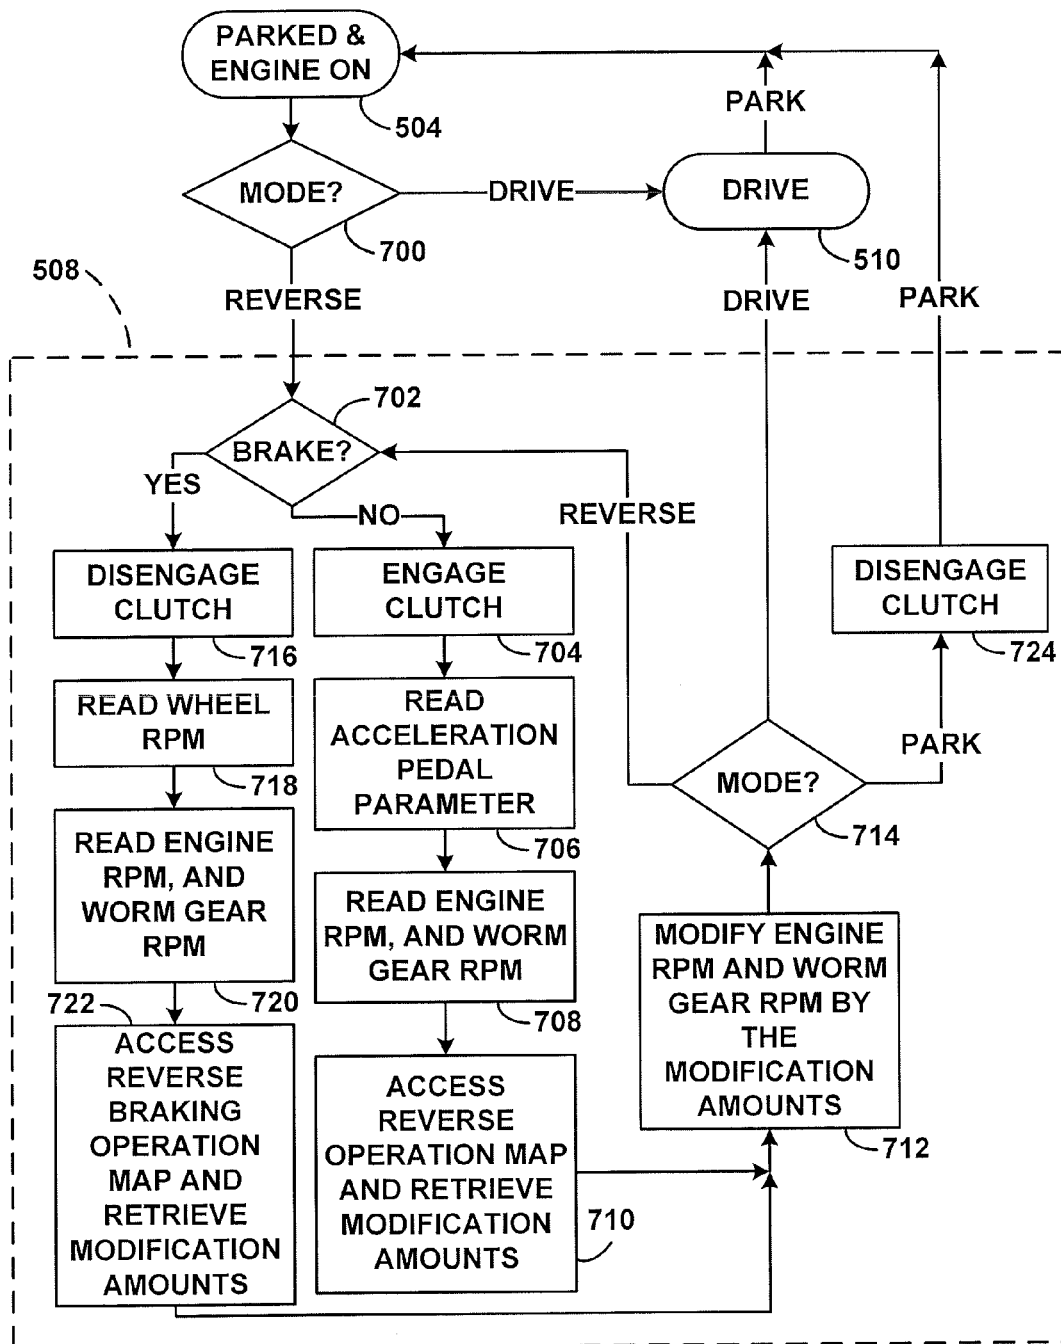 PARKED &
ENGINE ON
504
PARK
MODE?
DRIVE
DRIVE
700
510
508
REVERSE
DRIVE
PARK
702
BRAKE?
YES
NO
REVERSE
DISENGAGE
CLUTCH
716
ENGAGE
CLUTCH
704
DISENGAGE
CLUTCH
724
READ WHEEL
RPM
718
READ
ACCELERATION
PEDAL
PARAMETER
706
MODE?
714
PARK
READ ENGINE
RPM, AND
WORM GEAR
RPM
720
READ ENGINE
RPM, AND WORM
GEAR RPM
708
MODIFY ENGINE
RPM AND WORM
GEAR RPM BY
THE
MODIFICATION
AMOUNTS
712
722
ACCESS
REVERSE
BRAKING
OPERATION
MAP AND
RETRIEVE
MODIFICATION
AMOUNTS
ACCESS
REVERSE
OPERATION MAP
AND RETRIEVE
MODIFICATION
AMOUNTS
710